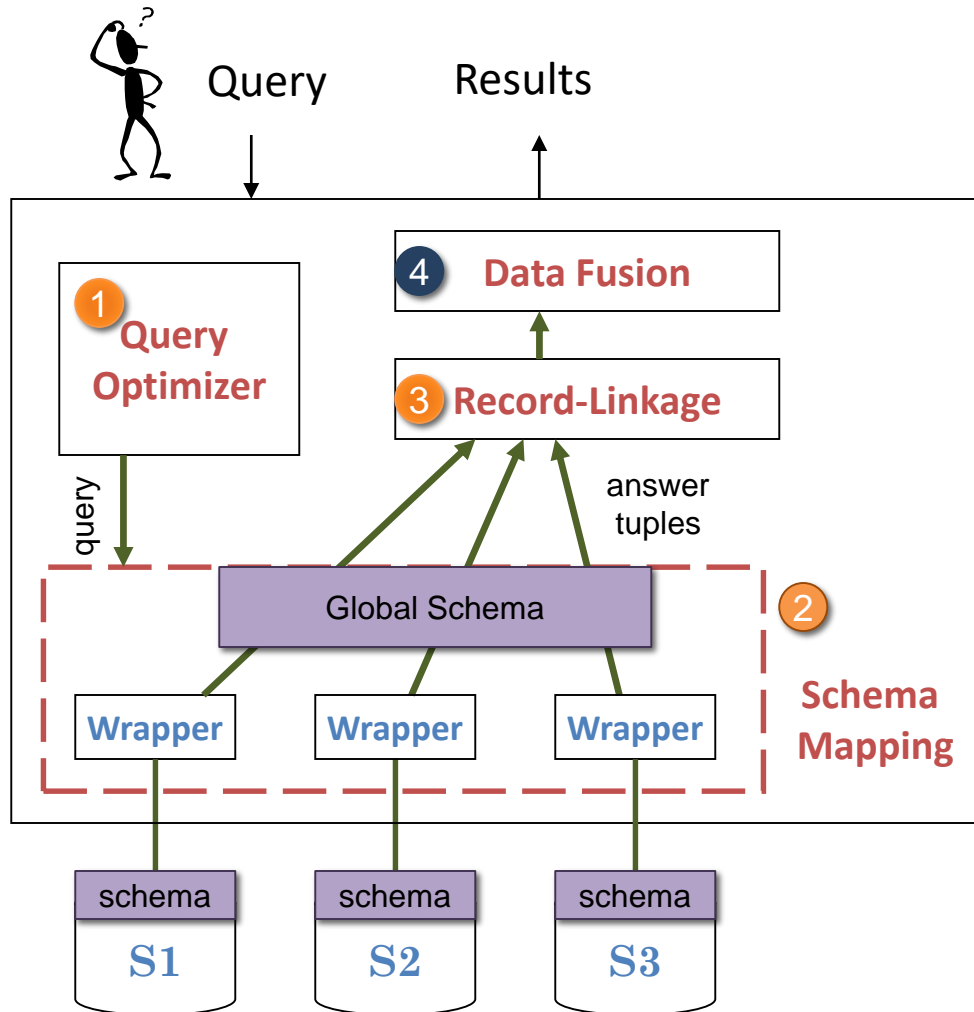 ?
Query
Results
1
Query
Optimizer
4
Data Fusion
3
Record-Linkage
query
answer
tuples
Global Schema
2
Schema
Mapping
Wrapper
Wrapper
Wrapper
schema
schema
schema
S1
S2
S3